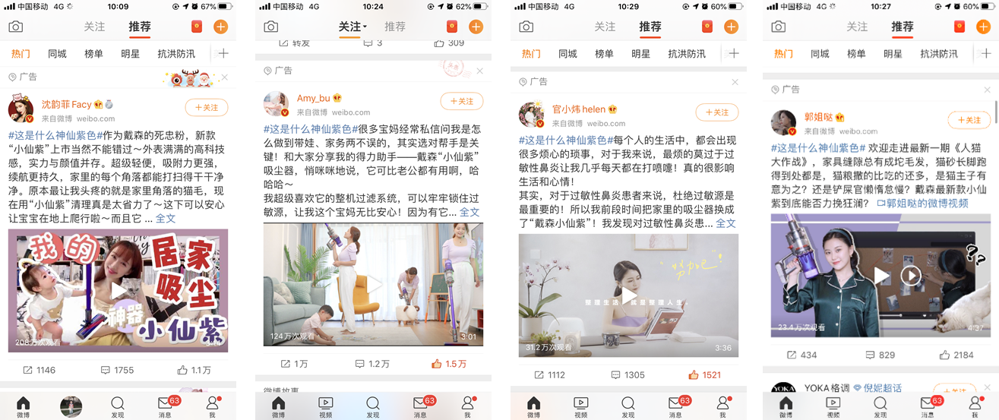 中国移动 4G 10:09 67%
关注 推荐
热门 同城 榜单 明星 抗洪防汛
广告
沈韵菲Facy
来自微博 weibo.com
+关注
#这是什么神仙紫色#作为戴森的死忠粉，新款
“小仙紫”上市当然不能错过～外表满满的高科技
感，实力与颜值并存。超级轻便，吸附力更强，
续航更持久，家里的每个角落都能打扫得干干净
净。原本最让我头疼的就是家里角落的猫毛，现
在用“小仙紫”清理真是太省力了～这下可以安心
让宝宝在地上爬行啦～而且它 ... 全文
我的
居家
吸尘
神器
小仙紫
208万次观看
1146 1755 1.1万
微博 发现 消息 63 我
中国移动 4G 10:24 62%
关注 推荐
转发 3 309
广告
Amy_bu
来自微博 weibo.com
+关注
#这是什么神仙紫色#很多宝妈经常私信问我是怎
么做到带娃、家务两不误的，其实选对帮手是关
键！和大家分享我的得力助手——戴森“小仙紫”
吸尘器，悄咪咪地说，它可比老公都有用啊，哈
哈哈～
我超级喜欢它的整机过滤系统，可以牢牢锁住过
敏源，让我这个宝妈无比安心！因为有它... 全文
124万次观看 3:01
1万 1.2万 1.5万
微博故事
微博 视频 发现 消息 63 我
中国移动 4G 10:29 60%
关注 推荐
热门 同城 榜单 明星 抗洪防汛
广告
官小炜helen
来自微博 weibo.com
+关注
#这是什么神仙紫色#每个人的生活中，都会出现
很多烦心的琐事，对于我来说，最烦的莫过于过
敏性鼻炎让我几乎每天都在打喷嚏！真的很影响
生活和心情！
其实，对于过敏性鼻炎患者来说，杜绝过敏源是
最重要的！所以我前段时间把家里的吸尘器换成
了“戴森小仙紫”！我发现对过敏性鼻炎患... 全文
整理生活 就是整理人生。
31.2万次观看 3:36
1112 1305 1521
微博 视频 发现 消息 63 我
中国移动 4G 10:27 60%
关注 推荐
热门 同城 榜单 明星 抗洪防汛
广告
郭姐哒
来自微博 weibo.com
+关注
#这是什么神仙紫色# 欢迎走进最新一期《人猫
大作战》，家具缝隙总有成坨毛发，猫砂长脚跑
得到处都是，猫粮撒的比吃的还多，是猫主子有
意为之？还是铲屎官懒惰怠慢？戴森最新款小仙
紫到底能否力挽狂澜？ 郭姐哒的微博视频
??
23.4万次观看 4:37
434 829 2184
YOKA
YOKA格调 倪妮超话
+关注
微博 视频 发现 消息 63 我